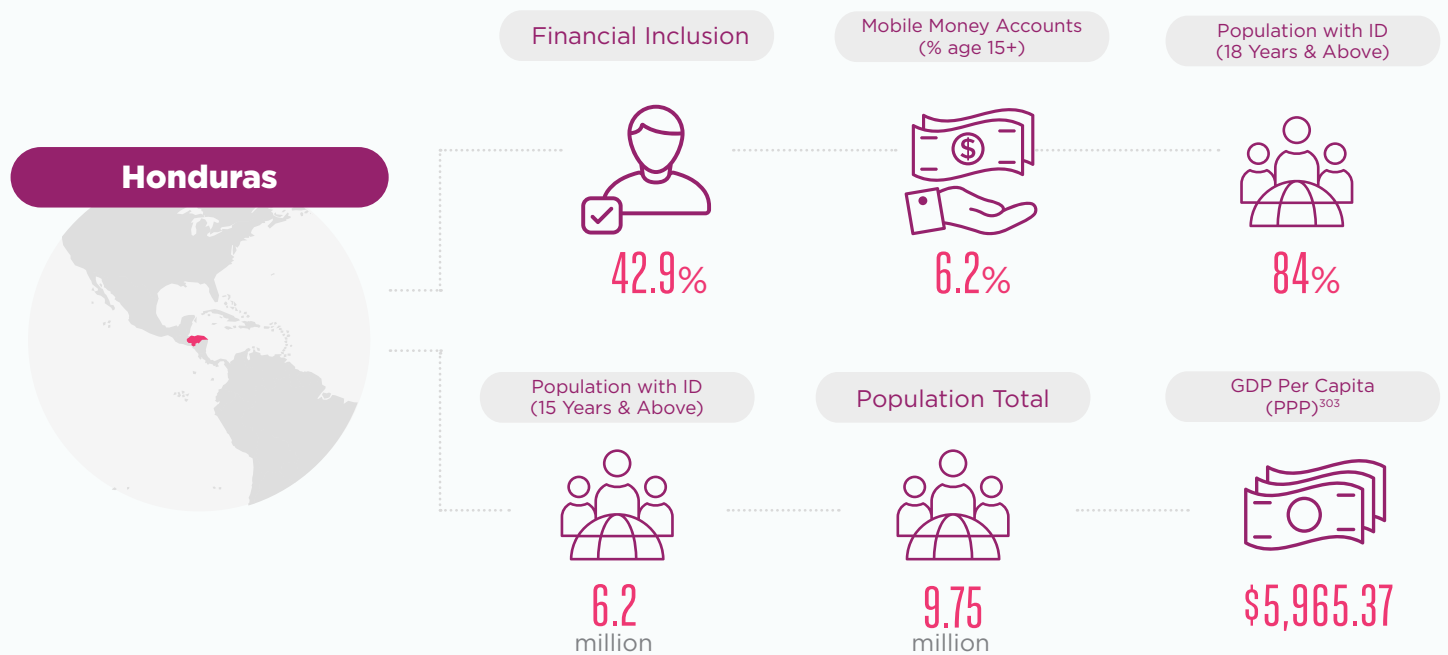 Honduras
Financial Inclusion
42.9%
Mobile Money Accounts
(% age 15+)
$
6.2%
Population with ID
(18 Years & Above)
84%
Population with ID
(15 Years & Above)
6.2
million
Population Total
9.75
million
GDP Per Capita
(PPP)303
$5,965.37